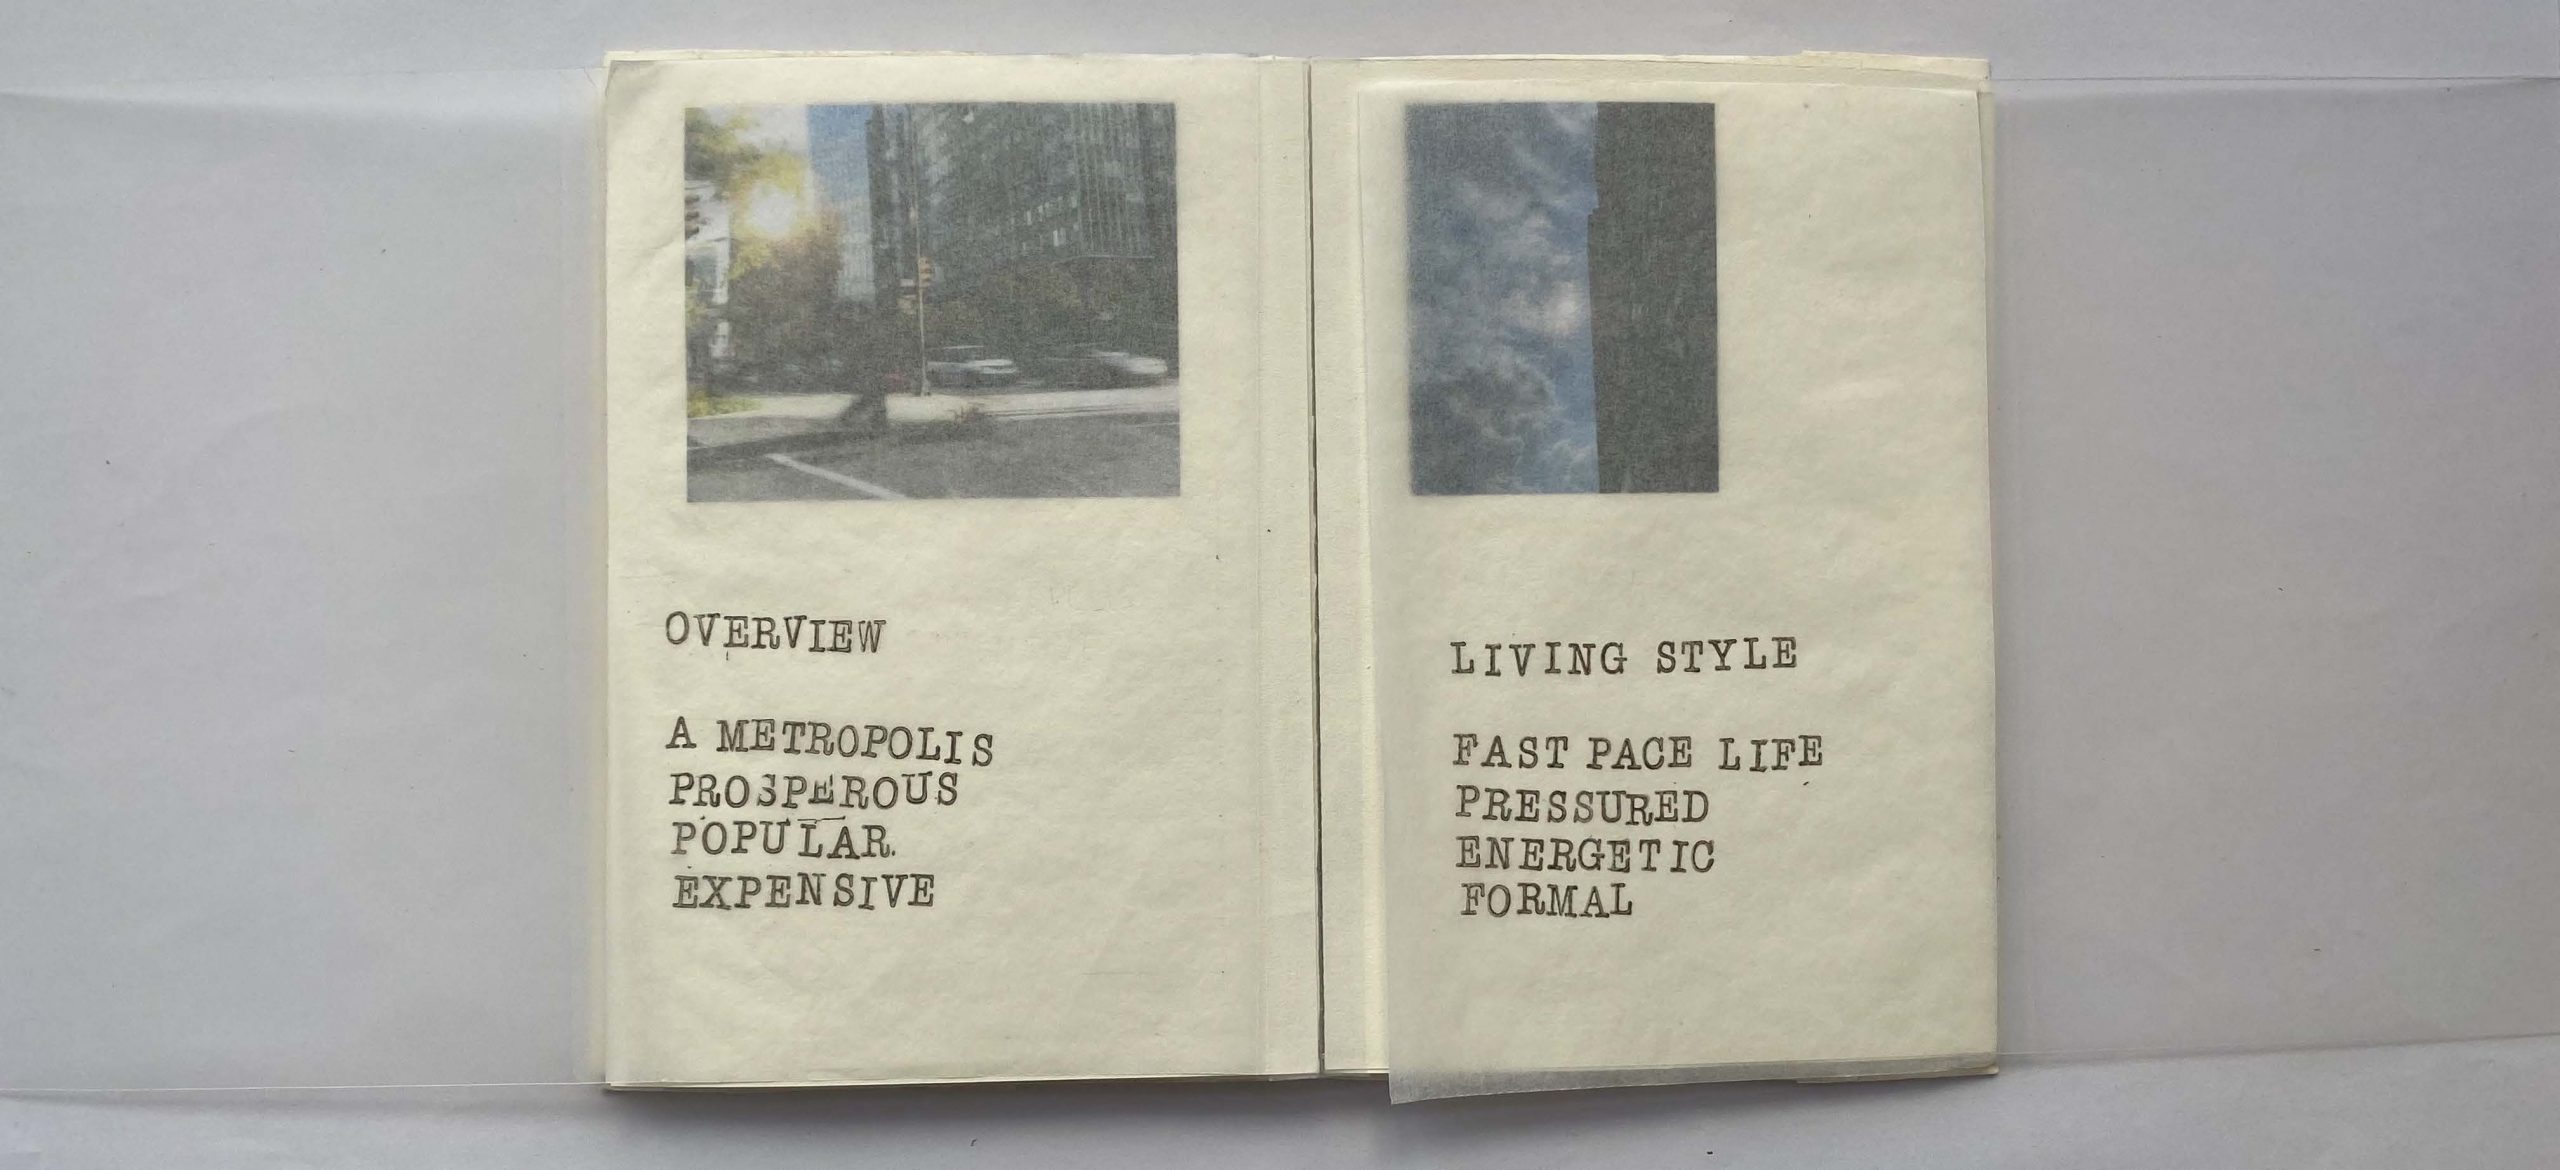 OVERVIEW
A METROPOLIS
PROSPEROUS
POPULAR.
EXPENSIVE
LIVING STYLE
FAST PACE LIFE
PRESSURED
ENERGETIC
FORMAL